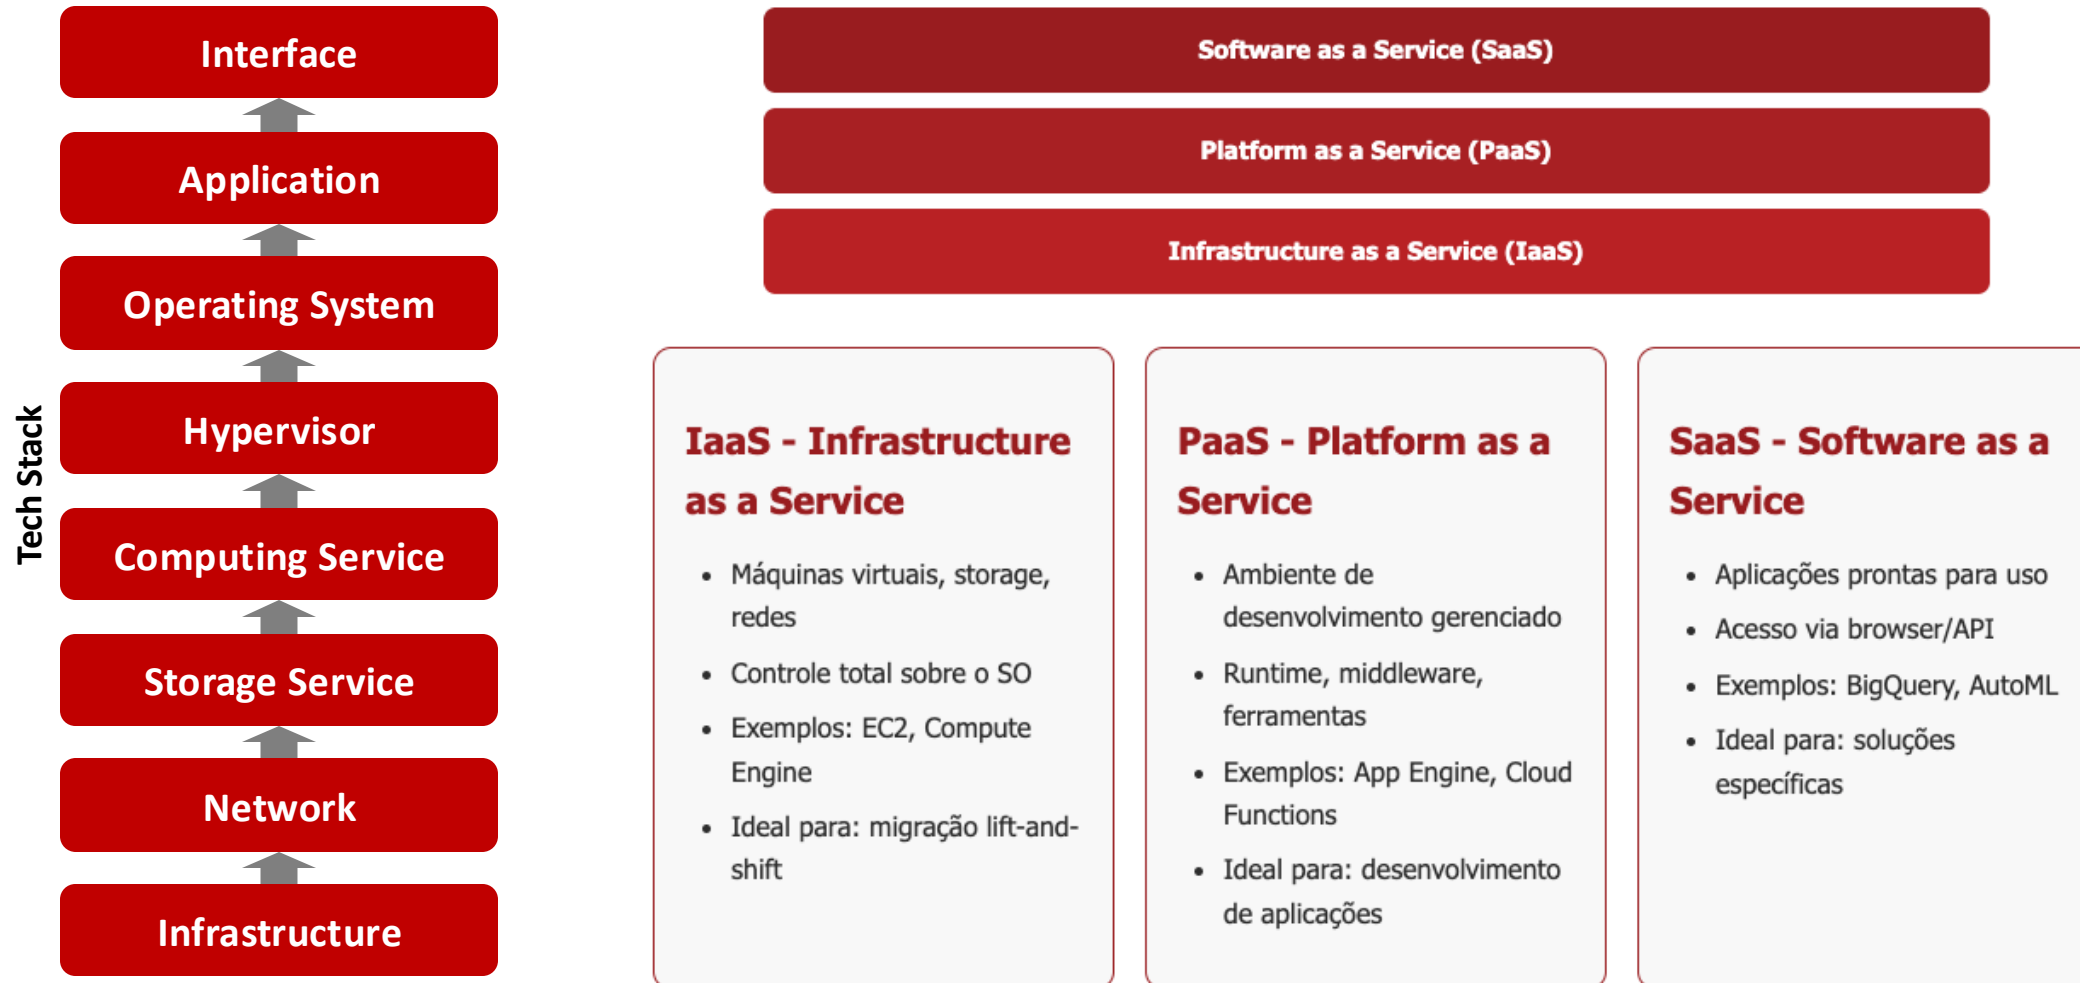 Tech Stack
Interface
Application
Operating System
Hypervisor
Computing Service
Storage Service
Network
Infrastructure
Software as a Service (SaaS)
Platform as a Service (PaaS)
Infrastructure as a Service (IaaS)
IaaS - Infrastructure
as a Service
• Máquinas virtuais, storage,
redes
• Controle total sobre o SO
• Exemplos: EC2, Compute
Engine
• Ideal para: migração lift-and-
shift
PaaS - Platform as a
Service
• Ambiente de
desenvolvimento gerenciado
• Runtime, middleware,
ferramentas
• Exemplos: App Engine, Cloud
Functions
• Ideal para: desenvolvimento
de aplicações
SaaS - Software as a
Service
• Aplicações prontas para uso
• Acesso via browser/API
• Exemplos: BigQuery, AutoML
• Ideal para: soluções
específicas